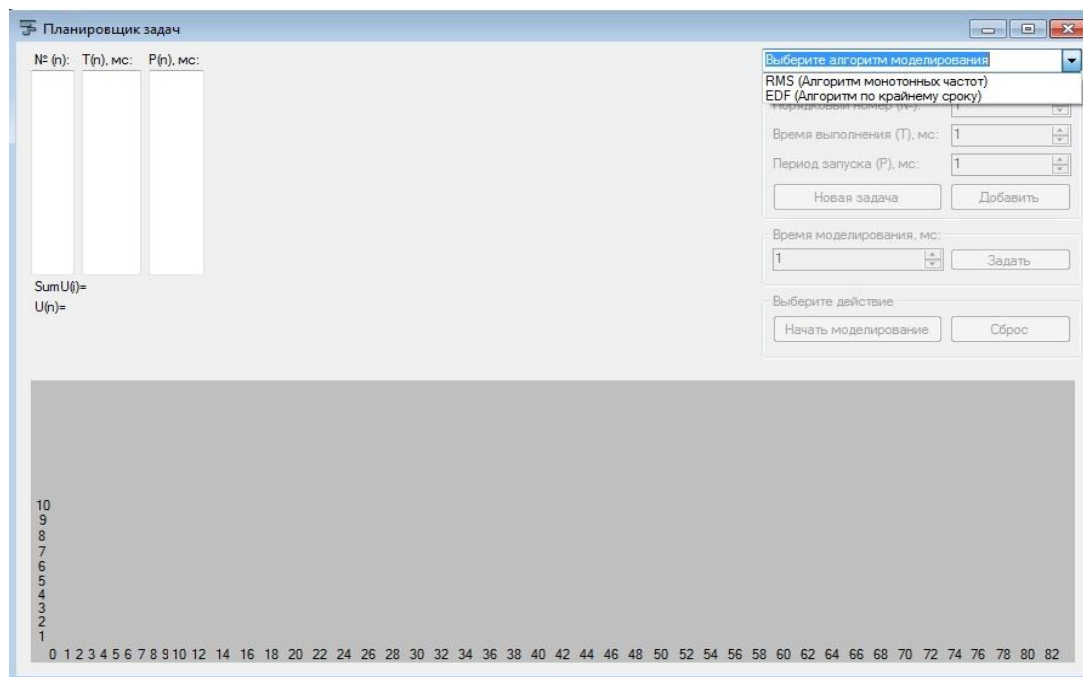 Планировщик задач
№ (n): T(n), мс: P(n), мс:
Выберите алгоритм моделирования
RMS (Алгоритм монотонных частот)
EDF (Алгоритм по крайнему сроку)
Порядковый номер (№): 1
Время выполнения (T), мс: 1
Период запуска (P), мс: 1
Новая задача Добавить
Время моделирования, мс:
1 Задать
SumU(i)=
U(n)=
Выберите действие
Начать моделирование Сброс
10
9
8
7
6
5
4
3
2
1
0 1 2 3 4 5 6 7 8 9 10 12 14 16 18 20 22 24 26 28 30 32 34 36 38 40 42 44 46 48 50 52 54 56 58 60 62 64 66 68 70 72 74 76 78 80 82